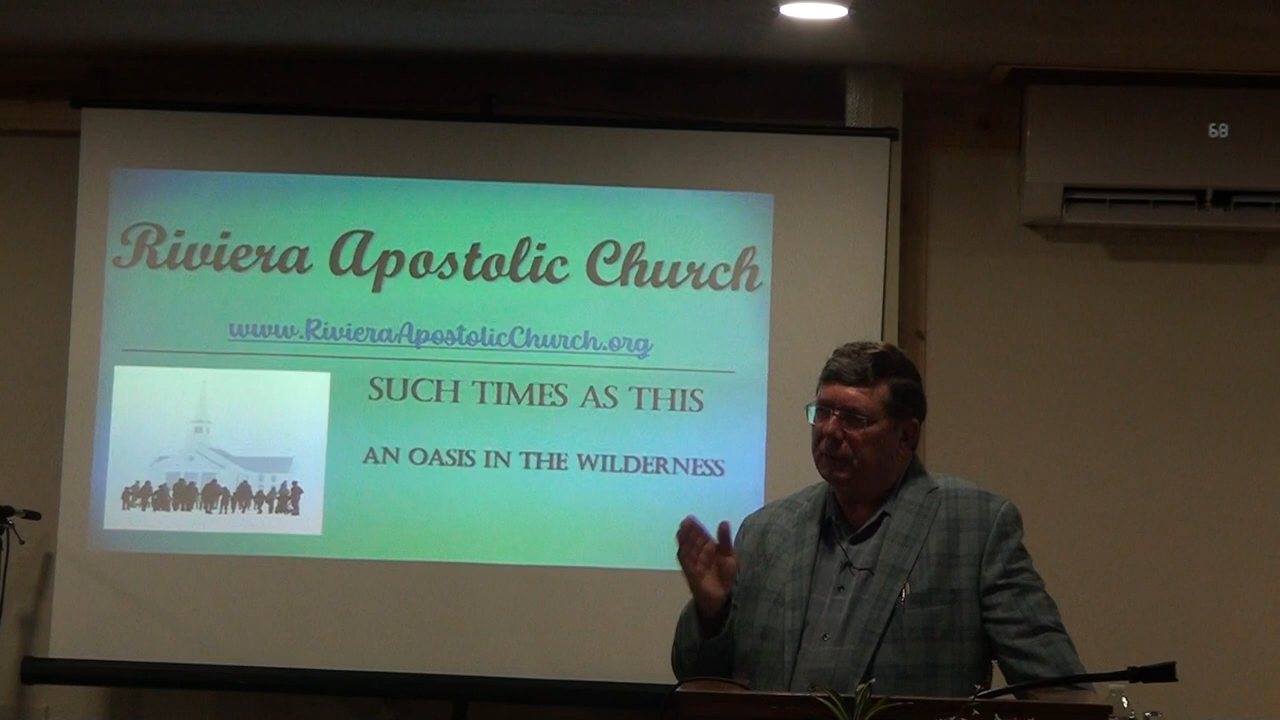 Riviera Apostolic Church
www.RivieraApostolicChurch.org
SUCH TIMES AS THIS
AN OASIS IN THE WILDERNESS
68